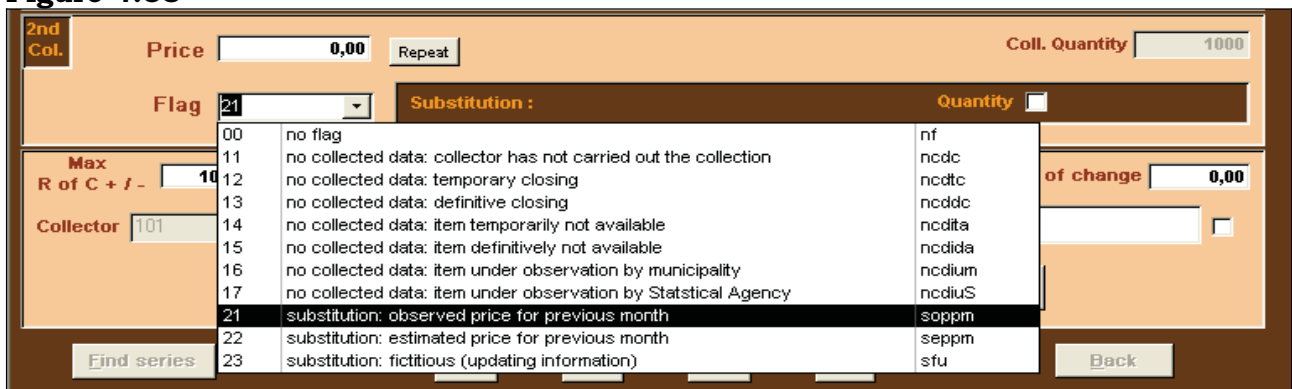 2nd
Col. Price 0,00 Repeat Coll. Quantity 1000
Flag 21 Substitution : Quantity
00 no flag nf
11 no collected data: collector has not carried out the collection ncdc
12 no collected data: temporary closing ncdtc
13 no collected data: definitive closing ncddc
14 no collected data: item temporarily not available ncdita
15 no collected data: item definitively not available ncdida
16 no collected data: item under observation by municipality ncdium
17 no collected data: item under observation by Statstical Agency ncdiuS
21 substitution: observed price for previous month soppm
22 substitution: estimated price for previous month seppm
23 substitution: fictitious (updating information) sfu
Max
R of C + / - 10 of change 0,00
Collector 101
Find series Back